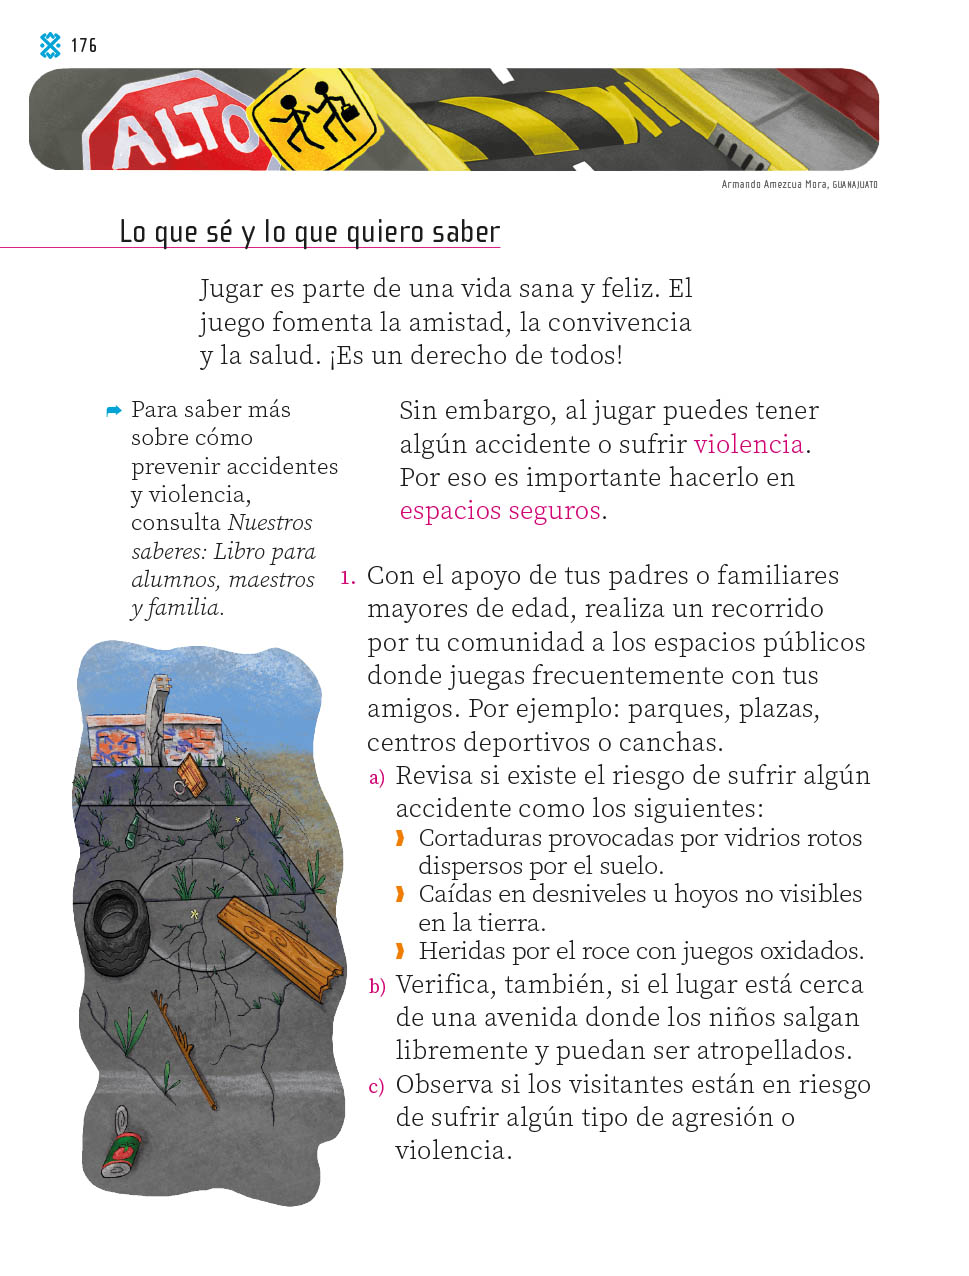 176
ALTO
Armando Amezcua Mora, GUANAJUATO
Lo que sé y lo que quiero saber
Jugar es parte de una vida sana y feliz. El
juego fomenta la amistad, la convivencia
y la salud. ¡Es un derecho de todos!
Para saber más
sobre cómo
prevenir accidentes
y violencia,
consulta Nuestros
saberes: Libro para
alumnos, maestros
y familia.
Sin embargo, al jugar puedes tener
algún accidente o sufrir violencia.
Por eso es importante hacerlo en
espacios seguros.
1. Con el apoyo de tus padres o familiares
mayores de edad, realiza un recorrido
por tu comunidad a los espacios públicos
donde juegas frecuentemente con tus
amigos. Por ejemplo: parques, plazas,
centros deportivos o canchas.
a) Revisa si existe el riesgo de sufrir algún
accidente como los siguientes:
Cortaduras provocadas por vidrios rotos
dispersos por el suelo.
Caídas en desniveles u hoyos no visibles
en la tierra.
Heridas por el roce con juegos oxidados.
b) Verifica, también, si el lugar está cerca
de una avenida donde los niños salgan
libremente y puedan ser atropellados.
c) Observa si los visitantes están en riesgo
de sufrir algún tipo de agresión o
violencia.